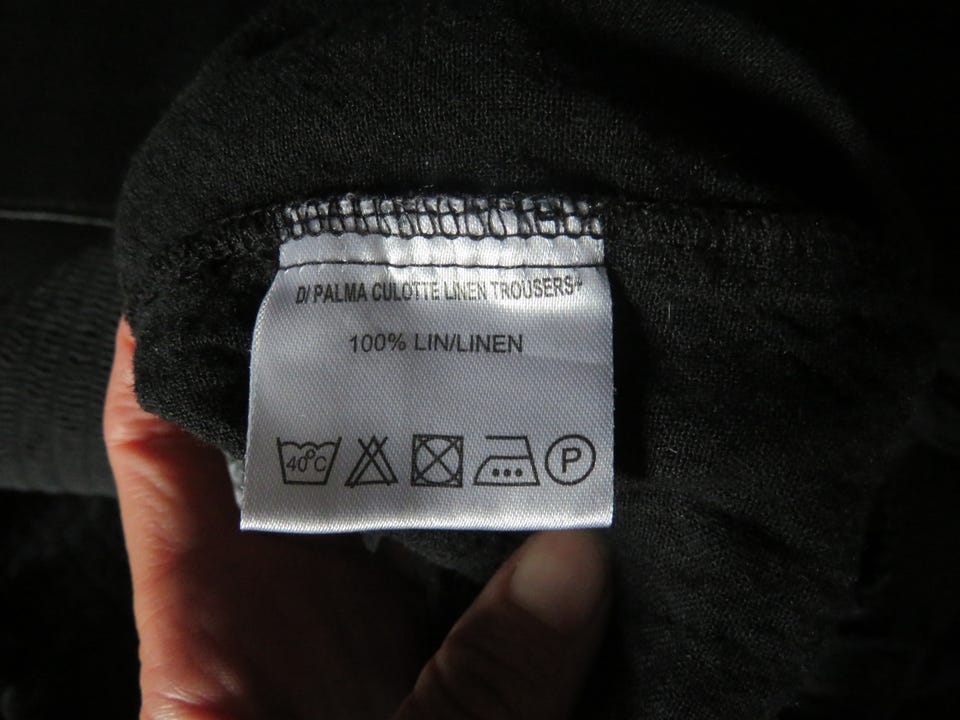 D/ PALMA CULOTTE LINEN TROUSERS*
100% LIN/LINEN
40°C P